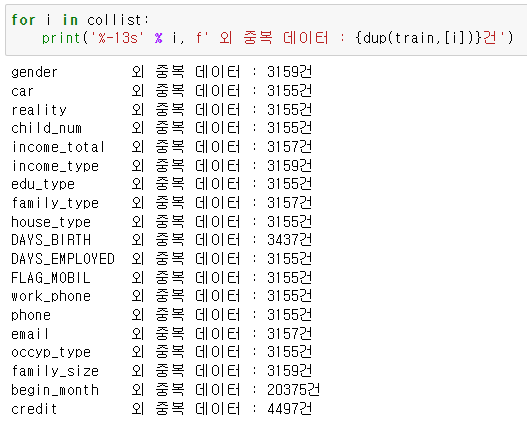 for i in collist:
    print('%-13s' % i, f' 외 중복 데이터 : {dup(train,[i])}건')
gender 외 중복 데이터 : 3159건
car 외 중복 데이터 : 3155건
reality 외 중복 데이터 : 3155건
child_num 외 중복 데이터 : 3155건
income_total 외 중복 데이터 : 3157건
income_type 외 중복 데이터 : 3159건
edu_type 외 중복 데이터 : 3155건
family_type 외 중복 데이터 : 3157건
house_type 외 중복 데이터 : 3155건
DAYS_BIRTH 외 중복 데이터 : 3437건
DAYS_EMPLOYED 외 중복 데이터 : 3155건
FLAG_MOBIL 외 중복 데이터 : 3155건
work_phone 외 중복 데이터 : 3155건
phone 외 중복 데이터 : 3155건
email 외 중복 데이터 : 3157건
occyp_type 외 중복 데이터 : 3155건
family_size 외 중복 데이터 : 3159건
begin_month 외 중복 데이터 : 20375건
credit 외 중복 데이터 : 4497건